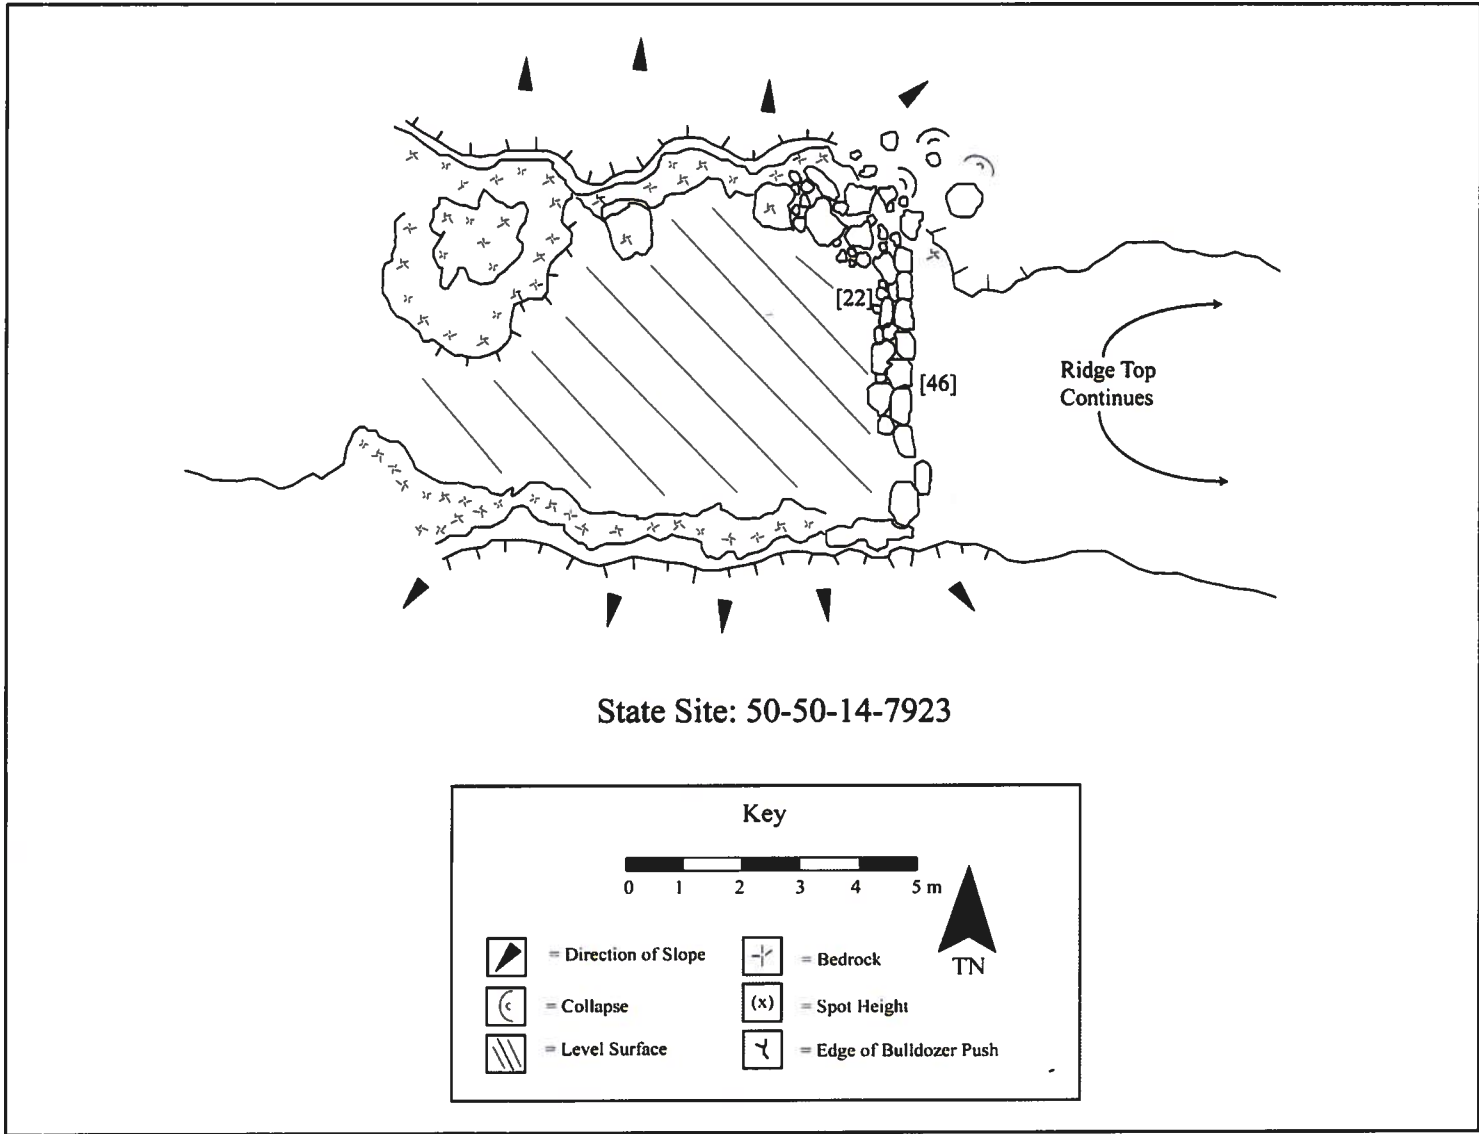 [22]
[46]
Ridge Top
Continues
State Site: 50-50-14-7923
Key
0 1 2 3 4 5 m
TN
= Direction of Slope
= Bedrock
= Collapse
(x) = Spot Height
= Level Surface
= Edge of Bulldozer Push